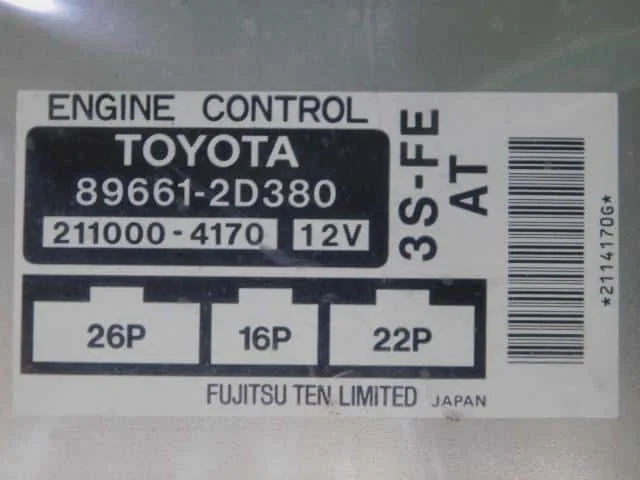 ENGINE CONTROL
TOYOTA
89661-2D380
211000-4170 12V
3S-FE
AT
26P 16P 22P
FUJITSU TEN LIMITED JAPAN
*2114170G*